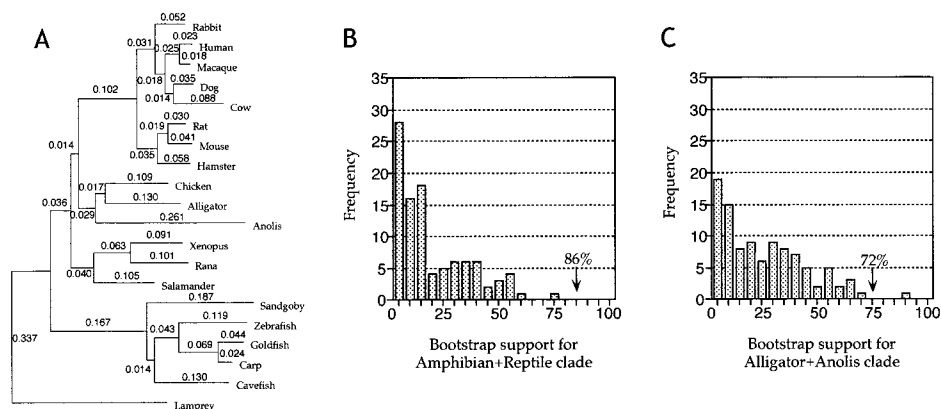 A
0.052
Rabbit
0.031
0.023
Human
0.025
0.018
Macaque
0.018
0.035
Dog
0.014
0.088
Cow
0.102
0.030
Rat
0.019
0.041
Mouse
0.035
0.058
Hamster
0.014
0.109
Chicken
0.017
0.130
Alligator
0.036
0.029
0.261
Anolis
0.091
Xenopus
0.063
0.101
Rana
0.040
0.105
Salamander
0.187
Sandgoby
0.167
0.119
Zebrafish
0.043
0.044
Goldfish
0.069
0.024
Carp
0.337
0.014
0.130
Cavefish
Lamprey
B
35
30
25
20
15
10
5
0
Frequency
86%
0 25 50 75 100
Bootstrap support for
Amphibian+Reptile clade
C
35
30
25
20
15
10
5
0
Frequency
72%
0 25 50 75 100
Bootstrap support for
Alligator+Anolis clade